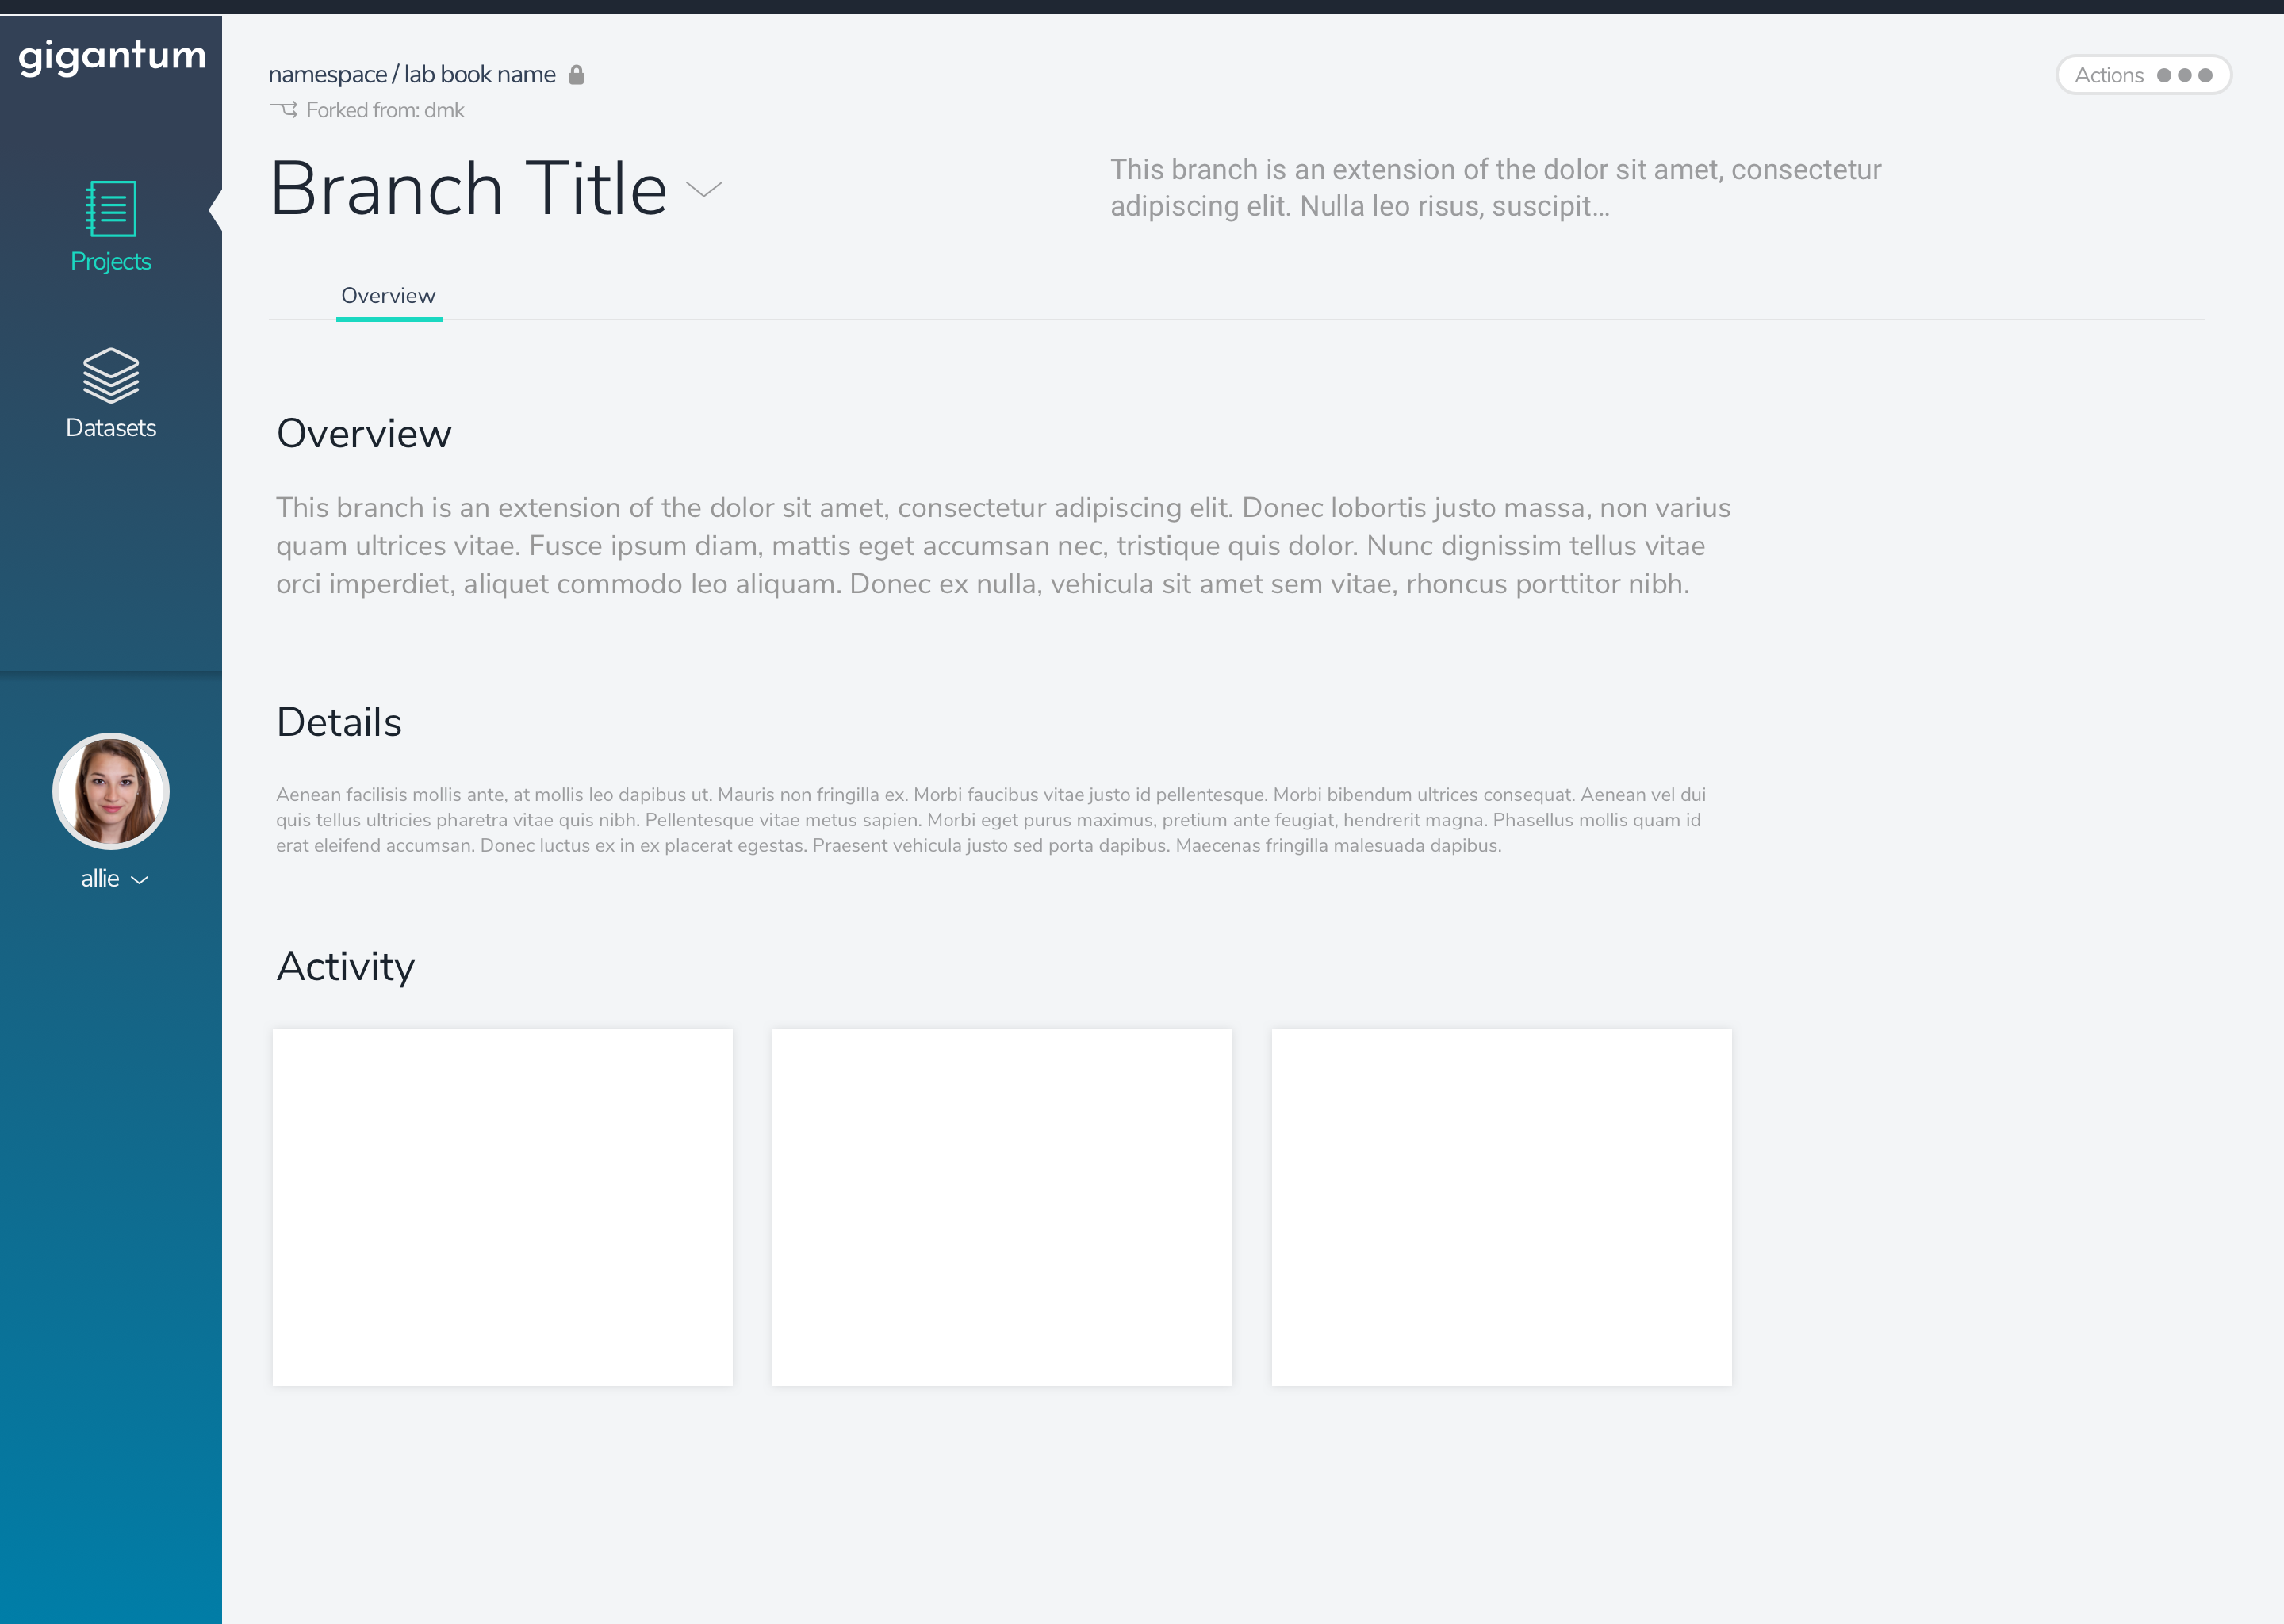 gigantum
namespace / lab book name
Actions
Forked from: dmk
Branch Title
This branch is an extension of the dolor sit amet, consectetur
adipiscing elit. Nulla leo risus, suscipit...
Projects
Overview
Datasets
Overview
This branch is an extension of the dolor sit amet, consectetur adipiscing elit. Donec lobortis justo massa, non varius
quam ultrices vitae. Fusce ipsum diam, mattis eget accumsan nec, tristique quis dolor. Nunc dignissim tellus vitae
orci imperdiet, aliquet commodo leo aliquam. Donec ex nulla, vehicula sit amet sem vitae, rhoncus porttitor nibh.
Details
Aenean facilisis mollis ante, at mollis leo dapibus ut. Mauris non fringilla ex. Morbi faucibus vitae justo id pellentesque. Morbi bibendum ultrices consequat. Aenean vel dui
quis tellus ultricies pharetra vitae quis nibh. Pellentesque vitae metus sapien. Morbi eget purus maximus, pretium ante feugiat, hendrerit magna. Phasellus mollis quam id
erat eleifend accumsan. Donec luctus ex in ex placerat egestas. Praesent vehicula justo sed porta dapibus. Maecenas fringilla malesuada dapibus.
allie
Activity